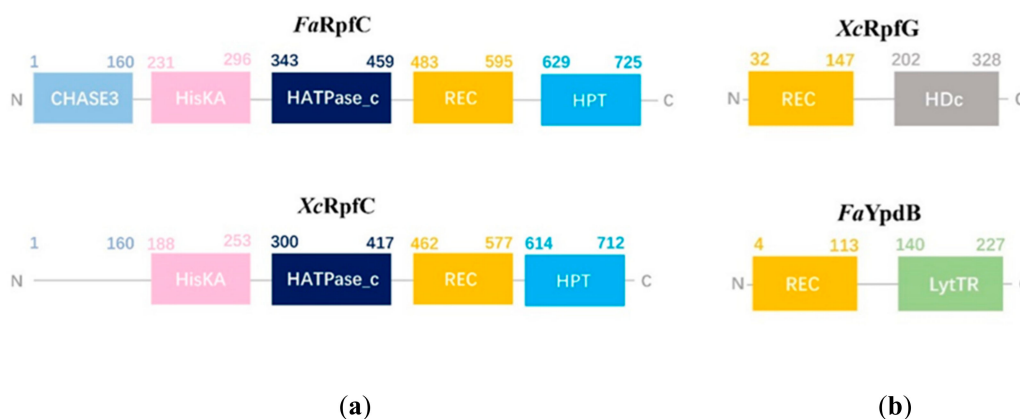 FaRpfC
XcRpfG
1 160 231 296 343 459 483 595 629 725
32 147 202 328
N CHASE3 HisKA HATPase_c REC HPT C
N REC HDc
XcRpfC
FaYpdB
1 160 188 253 300 417 462 577 614 712
4 113 140 227
N HisKA HATPase_c REC HPT C
N REC LytTR
(a) (b)